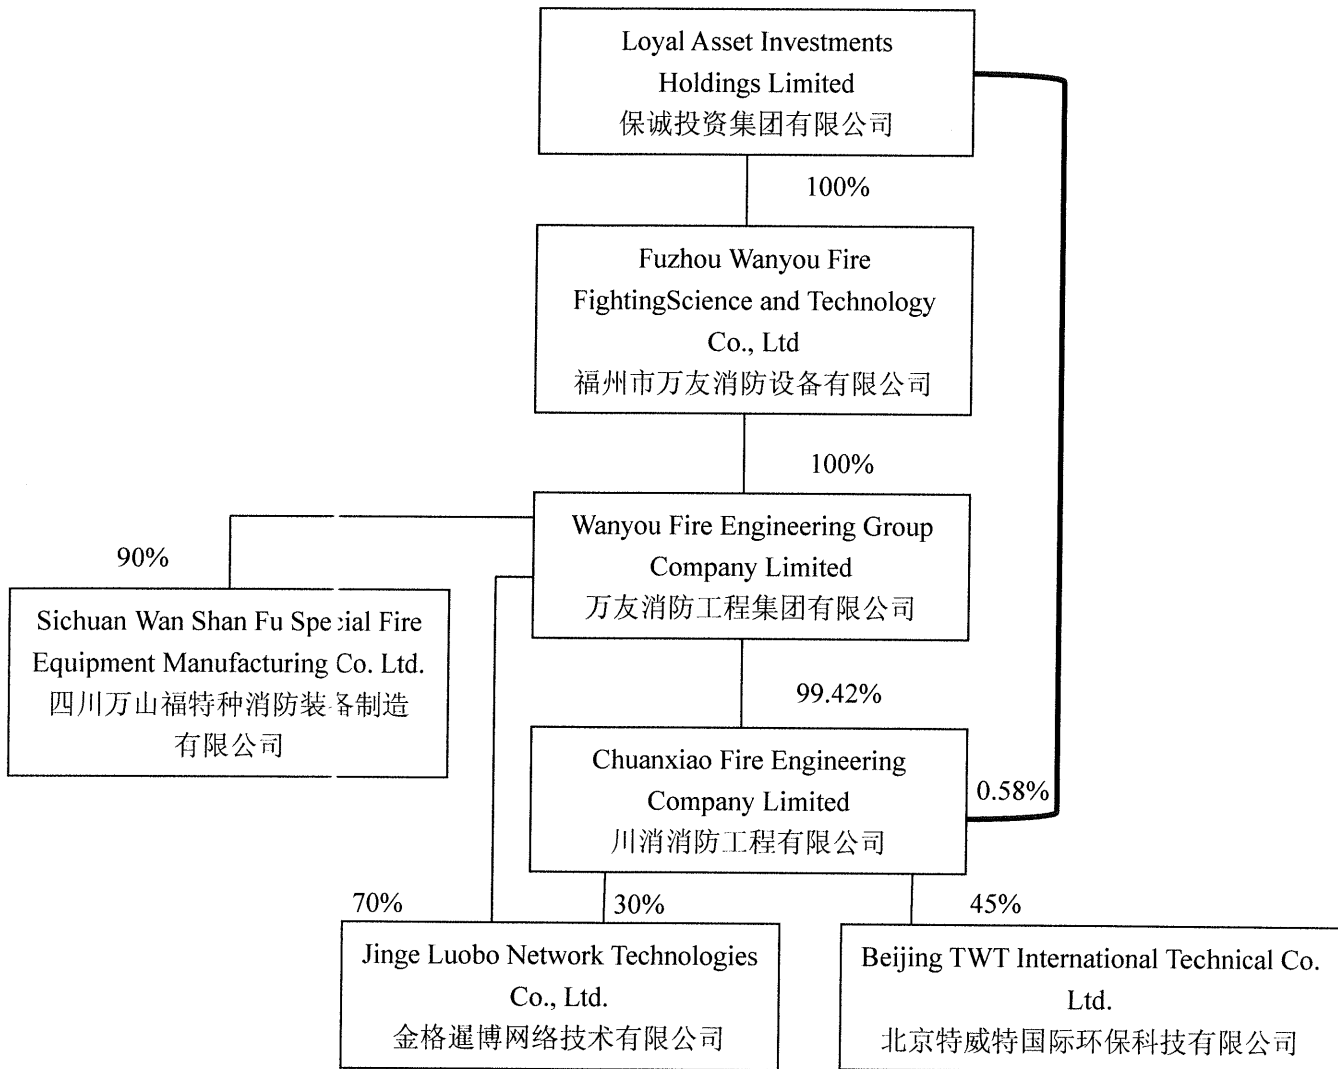 Loyal Asset Investments
Holdings Limited
保诚投资集团有限公司
100%
Fuzhou Wanyou Fire
FightingScience and Technology
Co., Ltd
福州市万友消防设备有限公司
100%
Wanyou Fire Engineering Group
Company Limited
万友消防工程集团有限公司
90%
Sichuan Wan Shan Fu Special Fire
Equipment Manufacturing Co. Ltd.
四川万山福特种消防装备制造
有限公司
99.42%
Chuanxiao Fire Engineering
Company Limited
川消消防工程有限公司
0.58%
70%
30%
45%
Jinge Luobo Network Technologies
Co., Ltd.
金格暹博网络技术有限公司
Beijing TWT International Technical Co.
Ltd.
北京特威特国际环保科技有限公司